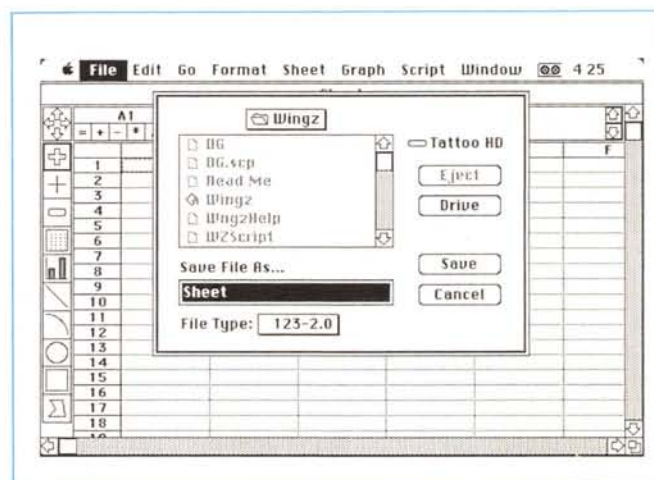 File Edit Go Format Sheet Graph Script Window 4 25
A1
= + - *
F
Wingz
DG
DG.scp
Read Me
Wingz
WngzHelp
WZScript
Tattoo HD
Eject
Drive
Save File As...
Sheet
Save
Cancel
File Type: 123-2.0
1
2
3
4
5
6
7
8
9
10
11
12
13
14
15
16
17
18